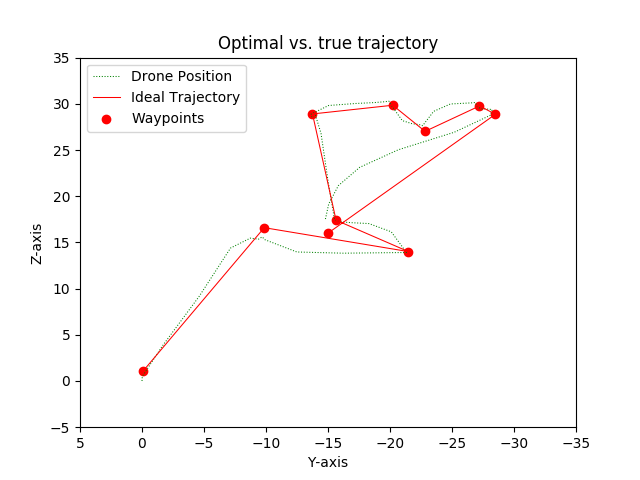 Optimal vs. true trajectory
Drone Position
Ideal Trajectory
Waypoints
35
30
25
20
15
10
5
0
−5
Z-axis
5 0 −5 −10 −15 −20 −25 −30 −35
Y-axis